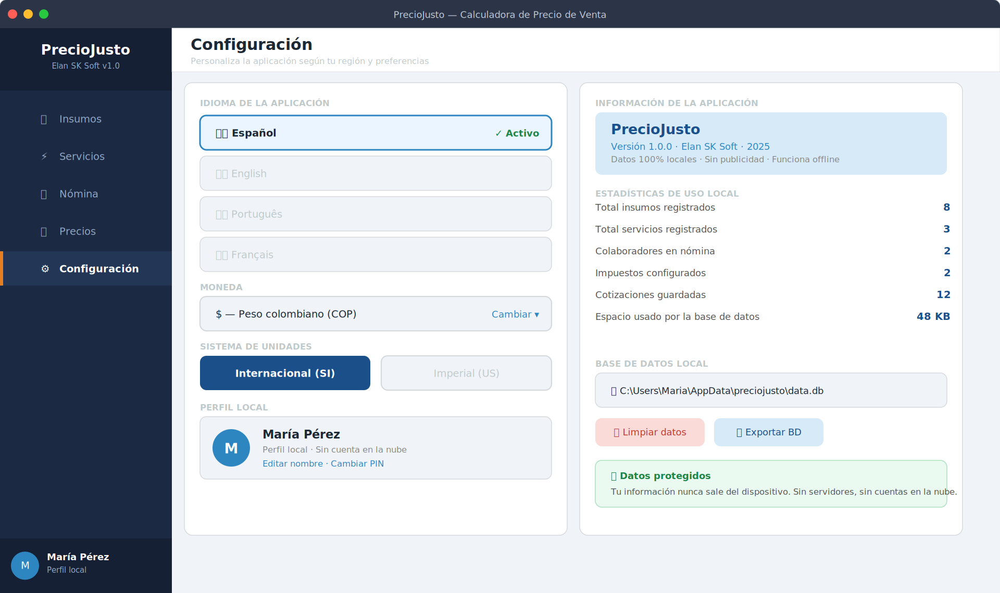 PrecioJusto — Calculadora de Precio de Venta
PrecioJusto
Elan SK Soft v1.0
Insumos
⚡ Servicios
Nómina
Precios
⚙ Configuración
María Pérez
Perfil local
M
Configuración
Personaliza la aplicación según tu región y preferencias
IDIOMA DE LA APLICACIÓN
Español ✓ Activo
English
Português
Français
MONEDA
$ — Peso colombiano (COP) Cambiar ▾
SISTEMA DE UNIDADES
Internacional (SI) Imperial (US)
PERFIL LOCAL
M
María Pérez
Perfil local · Sin cuenta en la nube
Editar nombre · Cambiar PIN
INFORMACIÓN DE LA APLICACIÓN
PrecioJusto
Versión 1.0.0 · Elan SK Soft · 2025
Datos 100% locales · Sin publicidad · Funciona offline
ESTADÍSTICAS DE USO LOCAL
Total insumos registrados 8
Total servicios registrados 3
Colaboradores en nómina 2
Impuestos configurados 2
Cotizaciones guardadas 12
Espacio usado por la base de datos 48 KB
BASE DE DATOS LOCAL
C:\Users\Maria\AppData\preciojusto\data.db
Limpiar datos Exportar BD
Datos protegidos
Tu información nunca sale del dispositivo. Sin servidores, sin cuentas en la nube.